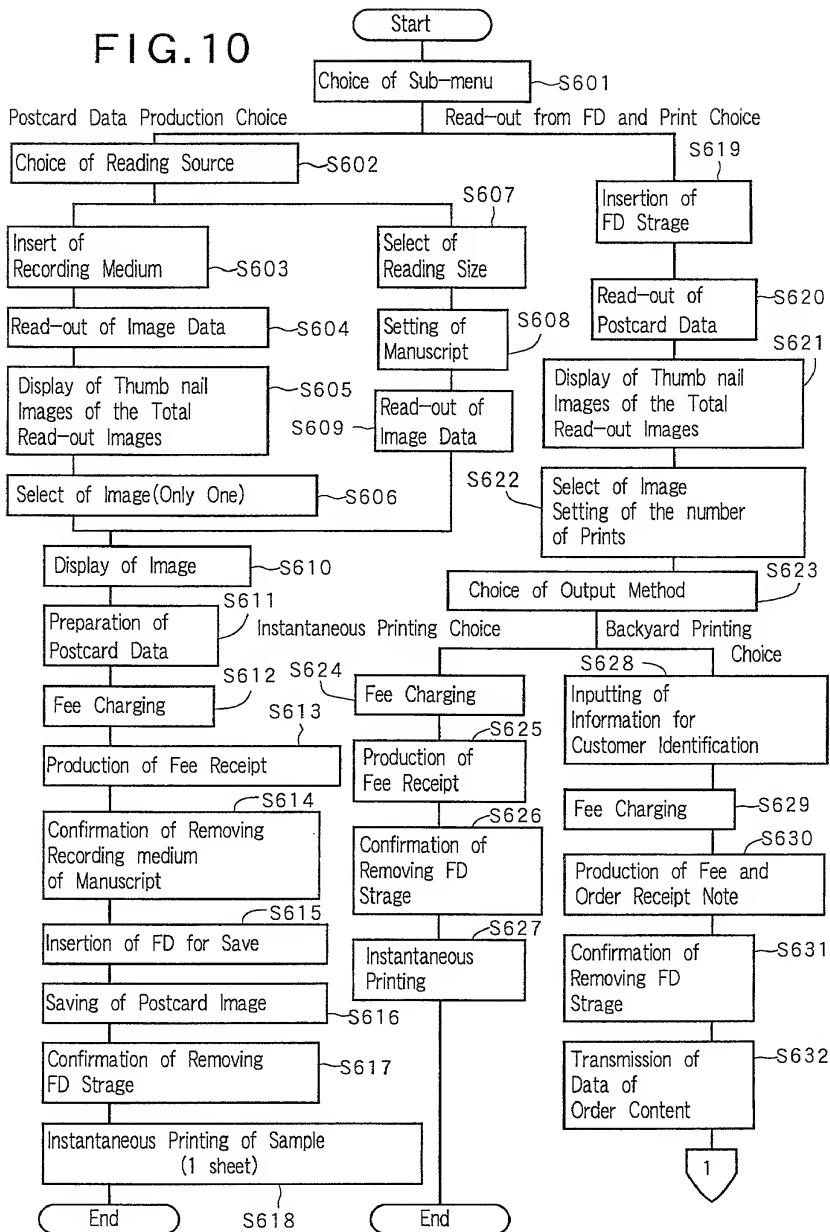 FIG.10
Start
Choice of Sub-menu
S601
Postcard Data Production Choice
Read-out from FD and Print Choice
Choice of Reading Source
S602
Insert of
Recording Medium
S603
Read-out of Image Data
S604
Display of Thumb nail
Images of the Total
Read-out Images
S605
Select of Image(Only One)
S606
S607
Select of
Reading Size
Setting of
Manuscript
S608
Read-out of
Image Data
S609
Display of Image
S610
Preparation of
Postcard Data
S611
Fee Charging
S612
Production of Fee Receipt
S613
Confirmation of Removing
Recording medium
of Manuscript
S614
Insertion of FD for Save
S615
Saving of Postcard Image
S616
Confirmation of Removing
FD Strage
S617
Instantaneous Printing of Sample
(1 sheet)
S618
End
S619
Insertion of
FD Strage
Read-out of
Postcard Data
S620
Display of Thumb nail
Images of the Total
Read-out Images
S621
Select of Image
Setting of the number
of Prints
S622
Choice of Output Method
S623
Instantaneous Printing Choice
Fee Charging
S624
Production of
Fee Receipt
S625
Confirmation of
Removing FD
Strage
S626
Instantaneous
Printing
S627
End
Backyard Printing
Choice
S628
Inputting of
Information for
Customer Identification
Fee Charging
S629
Production of Fee and
Order Receipt Note
S630
Confirmation of
Removing FD
Strage
S631
Transmission of
Data of
Order Content
S632
1